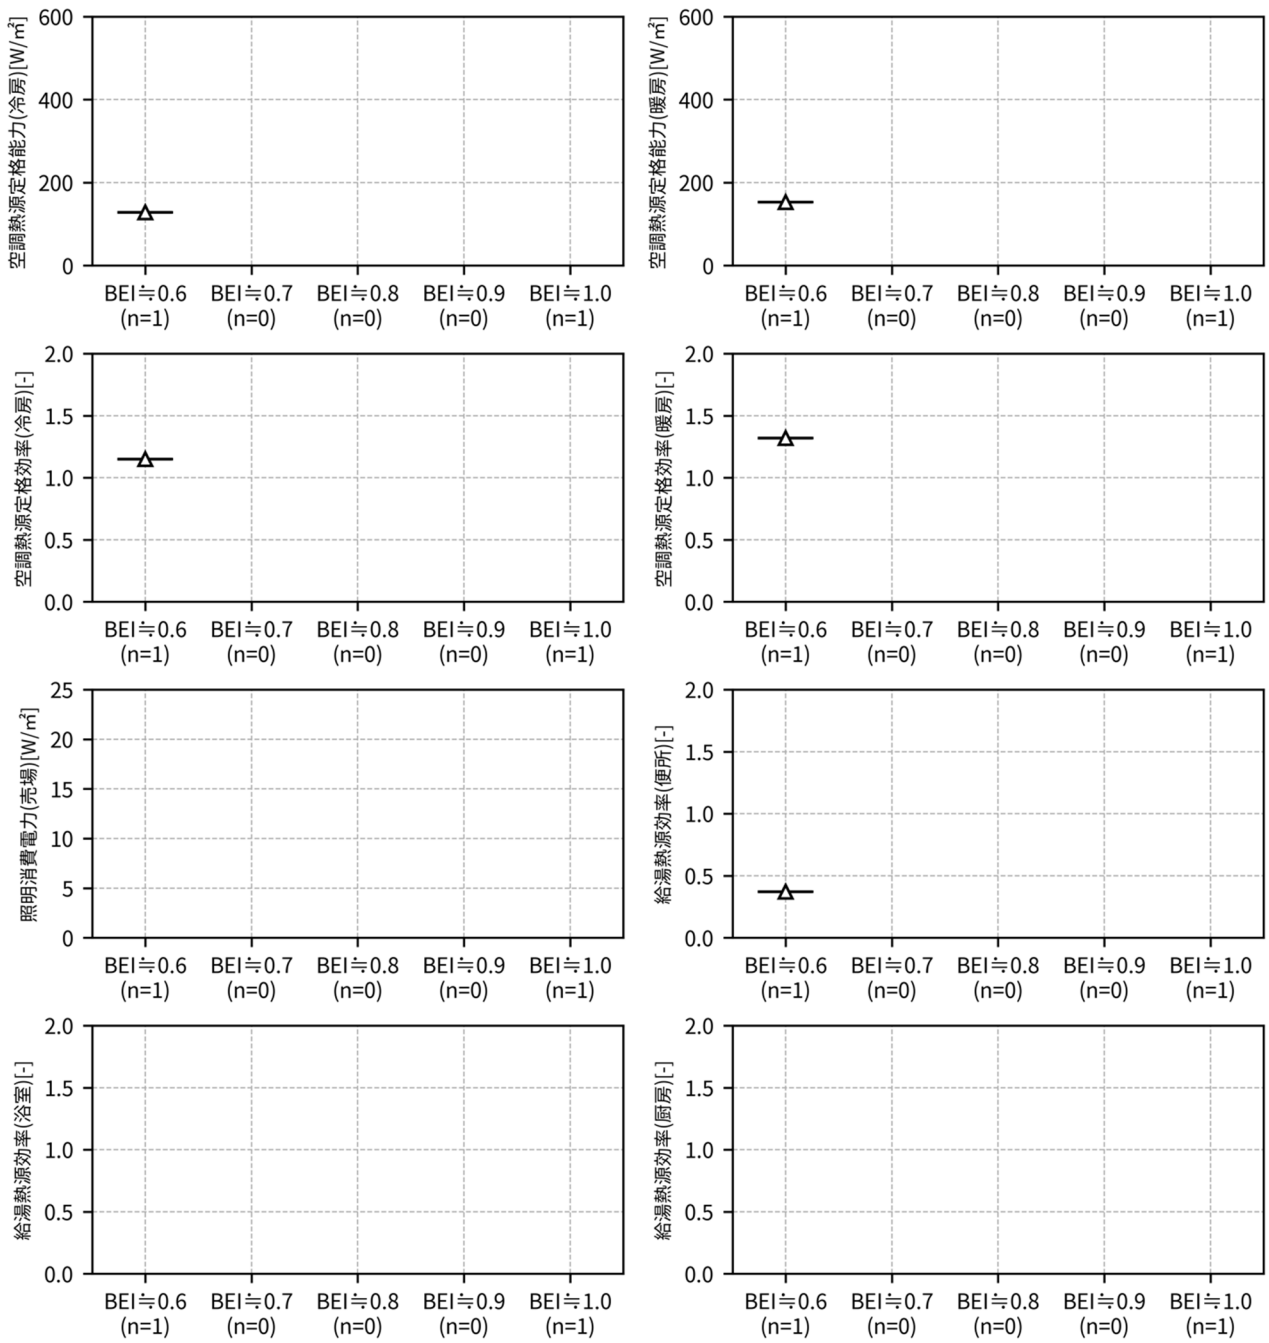 空調熱源定格能力(冷房)[W/㎡]
600
400
200
0
BEI≒0.6 BEI≒0.7 BEI≒0.8 BEI≒0.9 BEI≒1.0
(n=1) (n=0) (n=0) (n=0) (n=1)
空調熱源定格能力(暖房)[W/㎡]
600
400
200
0
BEI≒0.6 BEI≒0.7 BEI≒0.8 BEI≒0.9 BEI≒1.0
(n=1) (n=0) (n=0) (n=0) (n=1)
空調熱源定格効率(冷房)[-]
2.0
1.5
1.0
0.5
0.0
BEI≒0.6 BEI≒0.7 BEI≒0.8 BEI≒0.9 BEI≒1.0
(n=1) (n=0) (n=0) (n=0) (n=1)
空調熱源定格効率(暖房)[-]
2.0
1.5
1.0
0.5
0.0
BEI≒0.6 BEI≒0.7 BEI≒0.8 BEI≒0.9 BEI≒1.0
(n=1) (n=0) (n=0) (n=0) (n=1)
照明消費電力(売場)[W/㎡]
25
20
15
10
5
0
BEI≒0.6 BEI≒0.7 BEI≒0.8 BEI≒0.9 BEI≒1.0
(n=1) (n=0) (n=0) (n=0) (n=1)
給湯熱源効率(便所)[-]
2.0
1.5
1.0
0.5
0.0
BEI≒0.6 BEI≒0.7 BEI≒0.8 BEI≒0.9 BEI≒1.0
(n=1) (n=0) (n=0) (n=0) (n=1)
給湯熱源効率(浴室)[-]
2.0
1.5
1.0
0.5
0.0
BEI≒0.6 BEI≒0.7 BEI≒0.8 BEI≒0.9 BEI≒1.0
(n=1) (n=0) (n=0) (n=0) (n=1)
給湯熱源効率(厨房)[-]
2.0
1.5
1.0
0.5
0.0
BEI≒0.6 BEI≒0.7 BEI≒0.8 BEI≒0.9 BEI≒1.0
(n=1) (n=0) (n=0) (n=0) (n=1)